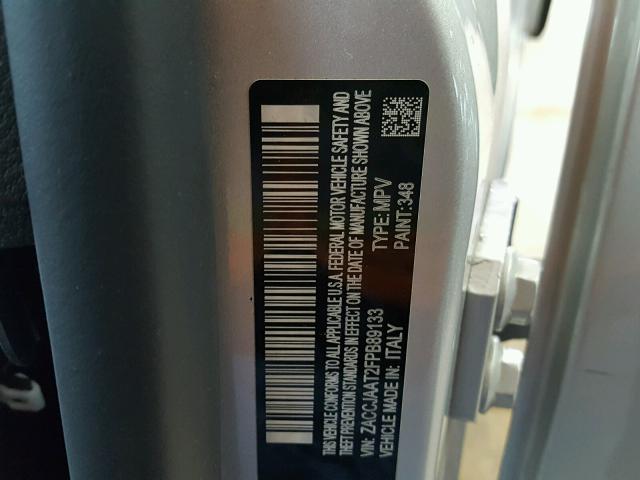 THIS VEHICLE CONFORMS TO ALL APPLICABLE U.S.A. FEDERAL MOTOR VEHICLE SAFETY AND
THEFT PREVENTION STANDARDS IN EFFECT ON THE DATE OF MANUFACTURE SHOWN ABOVE
VIN: ZACCJAAT2FPB89133 TYPE: MPV
VEHICLE MADE IN: ITALY PAINT: 348